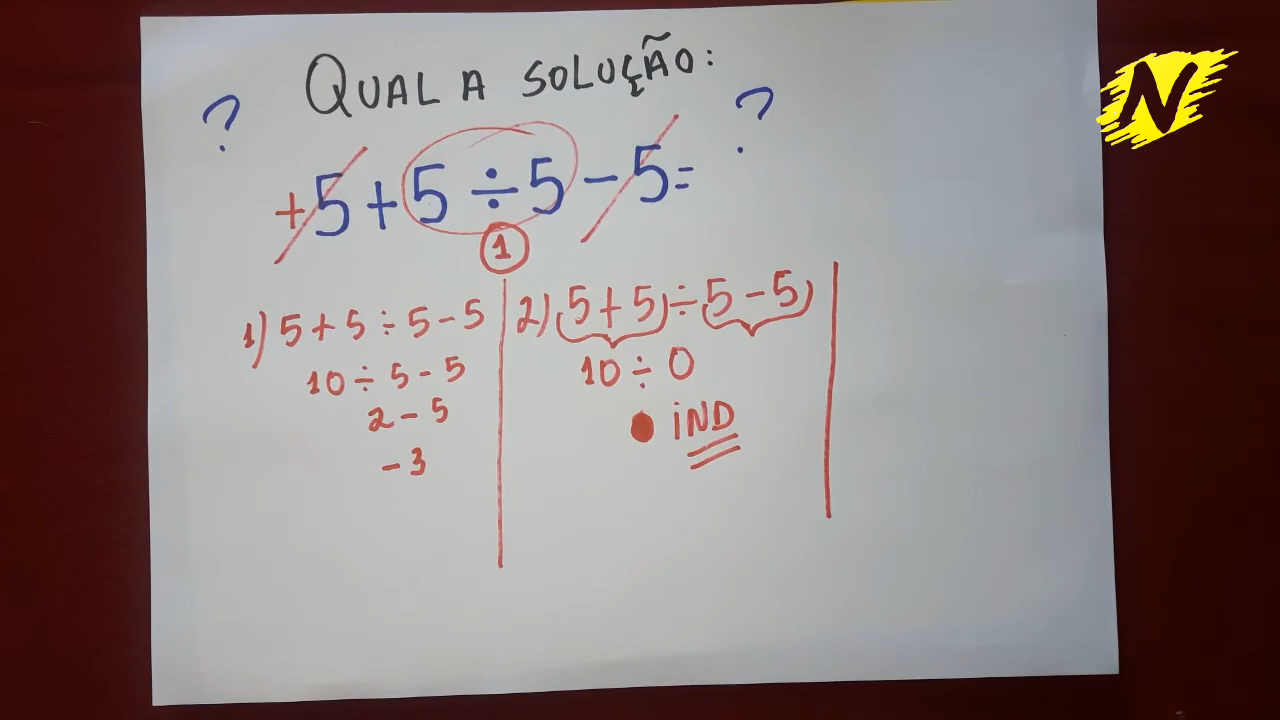 QUAL A SOLUÇÃO:
? ?
+5 + 5 ÷ 5 - 5 =
1
1) 5 + 5 ÷ 5 - 5
10 ÷ 5 - 5
2 - 5
- 3
2) (5 + 5) ÷ (5 - 5)
10 ÷ 0
IND
N